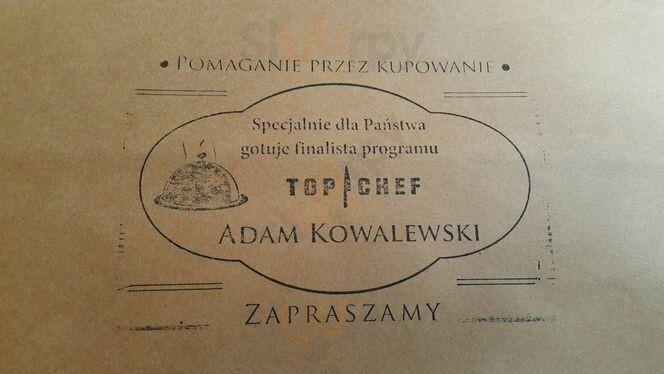 • POMAGANIE PRZEZ KUPOWANIE •
Specjalnie dla Państwa
gotuje finalista programu
TOP CHEF
ADAM KOWALEWSKI
ZAPRASZAMY